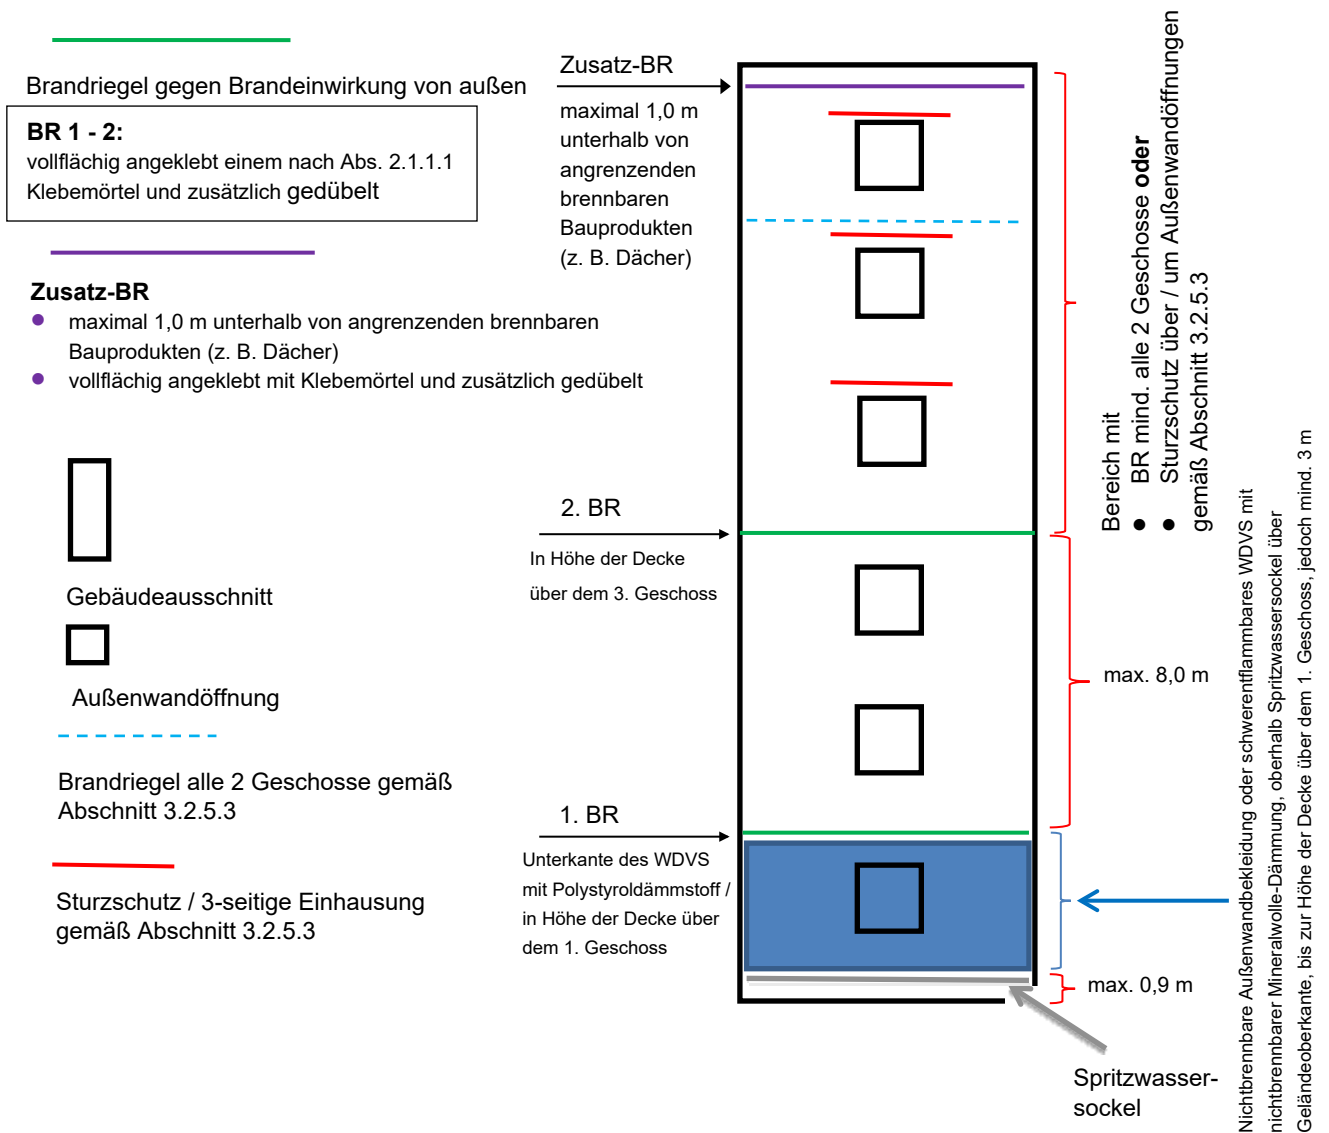 Brandriegel gegen Brandeinwirkung von außen
BR 1 - 2:
vollflächig angeklebt einem nach Abs. 2.1.1.1
Klebemörtel und zusätzlich gedübelt
Zusatz-BR
● maximal 1,0 m unterhalb von angrenzenden brennbaren
Bauprodukten (z. B. Dächer)
● vollflächig angeklebt mit Klebemörtel und zusätzlich gedübelt
Gebäudeausschnitt
Außenwandöffnung
Brandriegel alle 2 Geschosse gemäß
Abschnitt 3.2.5.3
Sturzschutz / 3-seitige Einhausung
gemäß Abschnitt 3.2.5.3
Zusatz-BR
maximal 1,0 m
unterhalb von
angrenzenden
brennbaren
Bauprodukten
(z. B. Dächer)
2. BR
In Höhe der Decke
über dem 3. Geschoss
1. BR
Unterkante des WDVS
mit Polystyroldämmstoff /
in Höhe der Decke über
dem 1. Geschoss
Bereich mit
● BR mind. alle 2 Geschosse oder
● Sturzschutz über / um Außenwandöffnungen
gemäß Abschnitt 3.2.5.3
max. 8,0 m
max. 0,9 m
Spritzwasser-
sockel
Nichtbrennbare Außenwandbekleidung oder schwerentflammbares WDVS mit
nichtbrennbarer Mineralwolle-Dämmung, oberhalb Spritzwassersockel über
Geländeoberkante, bis zur Höhe der Decke über dem 1. Geschoss, jedoch mind. 3 m